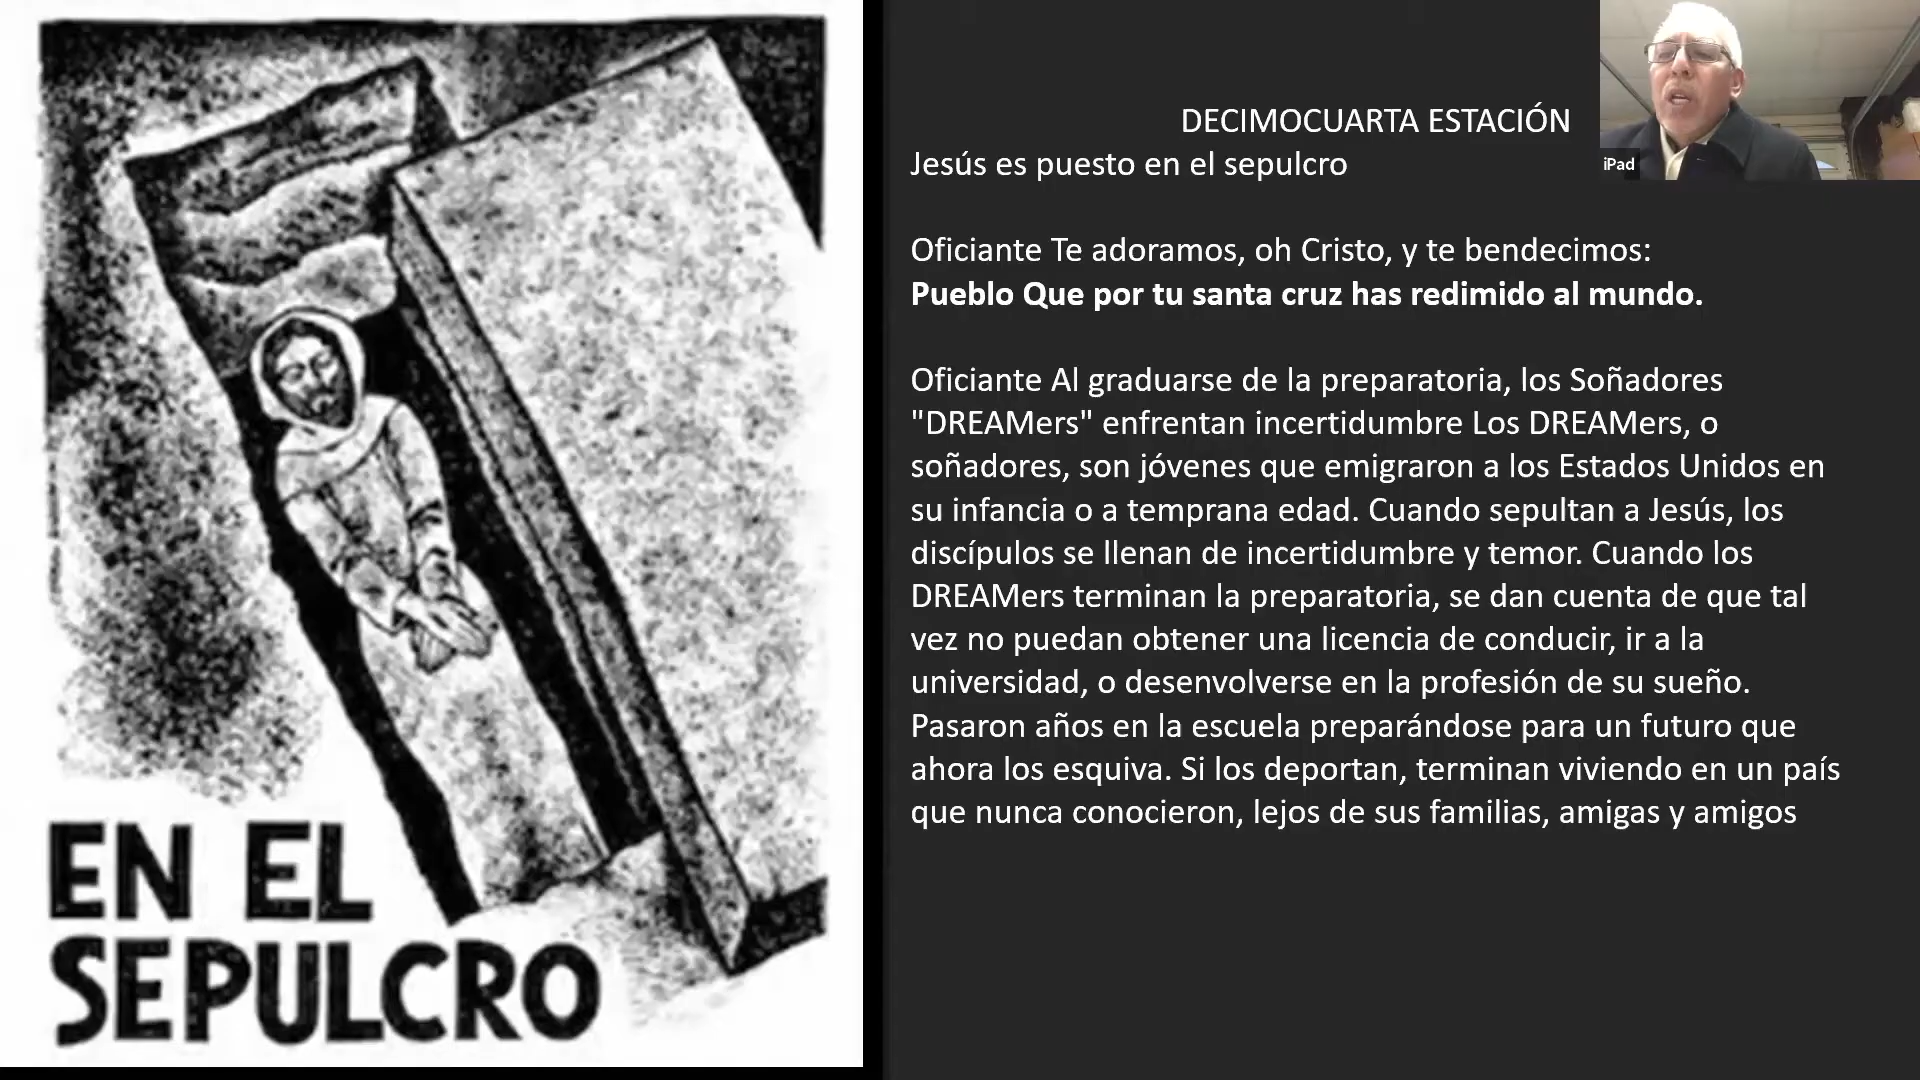 EN EL
SEPULCRO
DECIMOCUARTA ESTACIÓN
Jesús es puesto en el sepulcro
Oficiante Te adoramos, oh Cristo, y te bendecimos:
Pueblo Que por tu santa cruz has redimido al mundo.
Oficiante Al graduarse de la preparatoria, los Soñadores
"DREAMers" enfrentan incertidumbre Los DREAMers, o
soñadores, son jóvenes que emigraron a los Estados Unidos en
su infancia o a temprana edad. Cuando sepultan a Jesús, los
discípulos se llenan de incertidumbre y temor. Cuando los
DREAMers terminan la preparatoria, se dan cuenta de que tal
vez no puedan obtener una licencia de conducir, ir a la
universidad, o desenvolverse en la profesión de su sueño.
Pasaron años en la escuela preparándose para un futuro que
ahora los esquiva. Si los deportan, terminan viviendo en un país
que nunca conocieron, lejos de sus familias, amigas y amigos
iPad